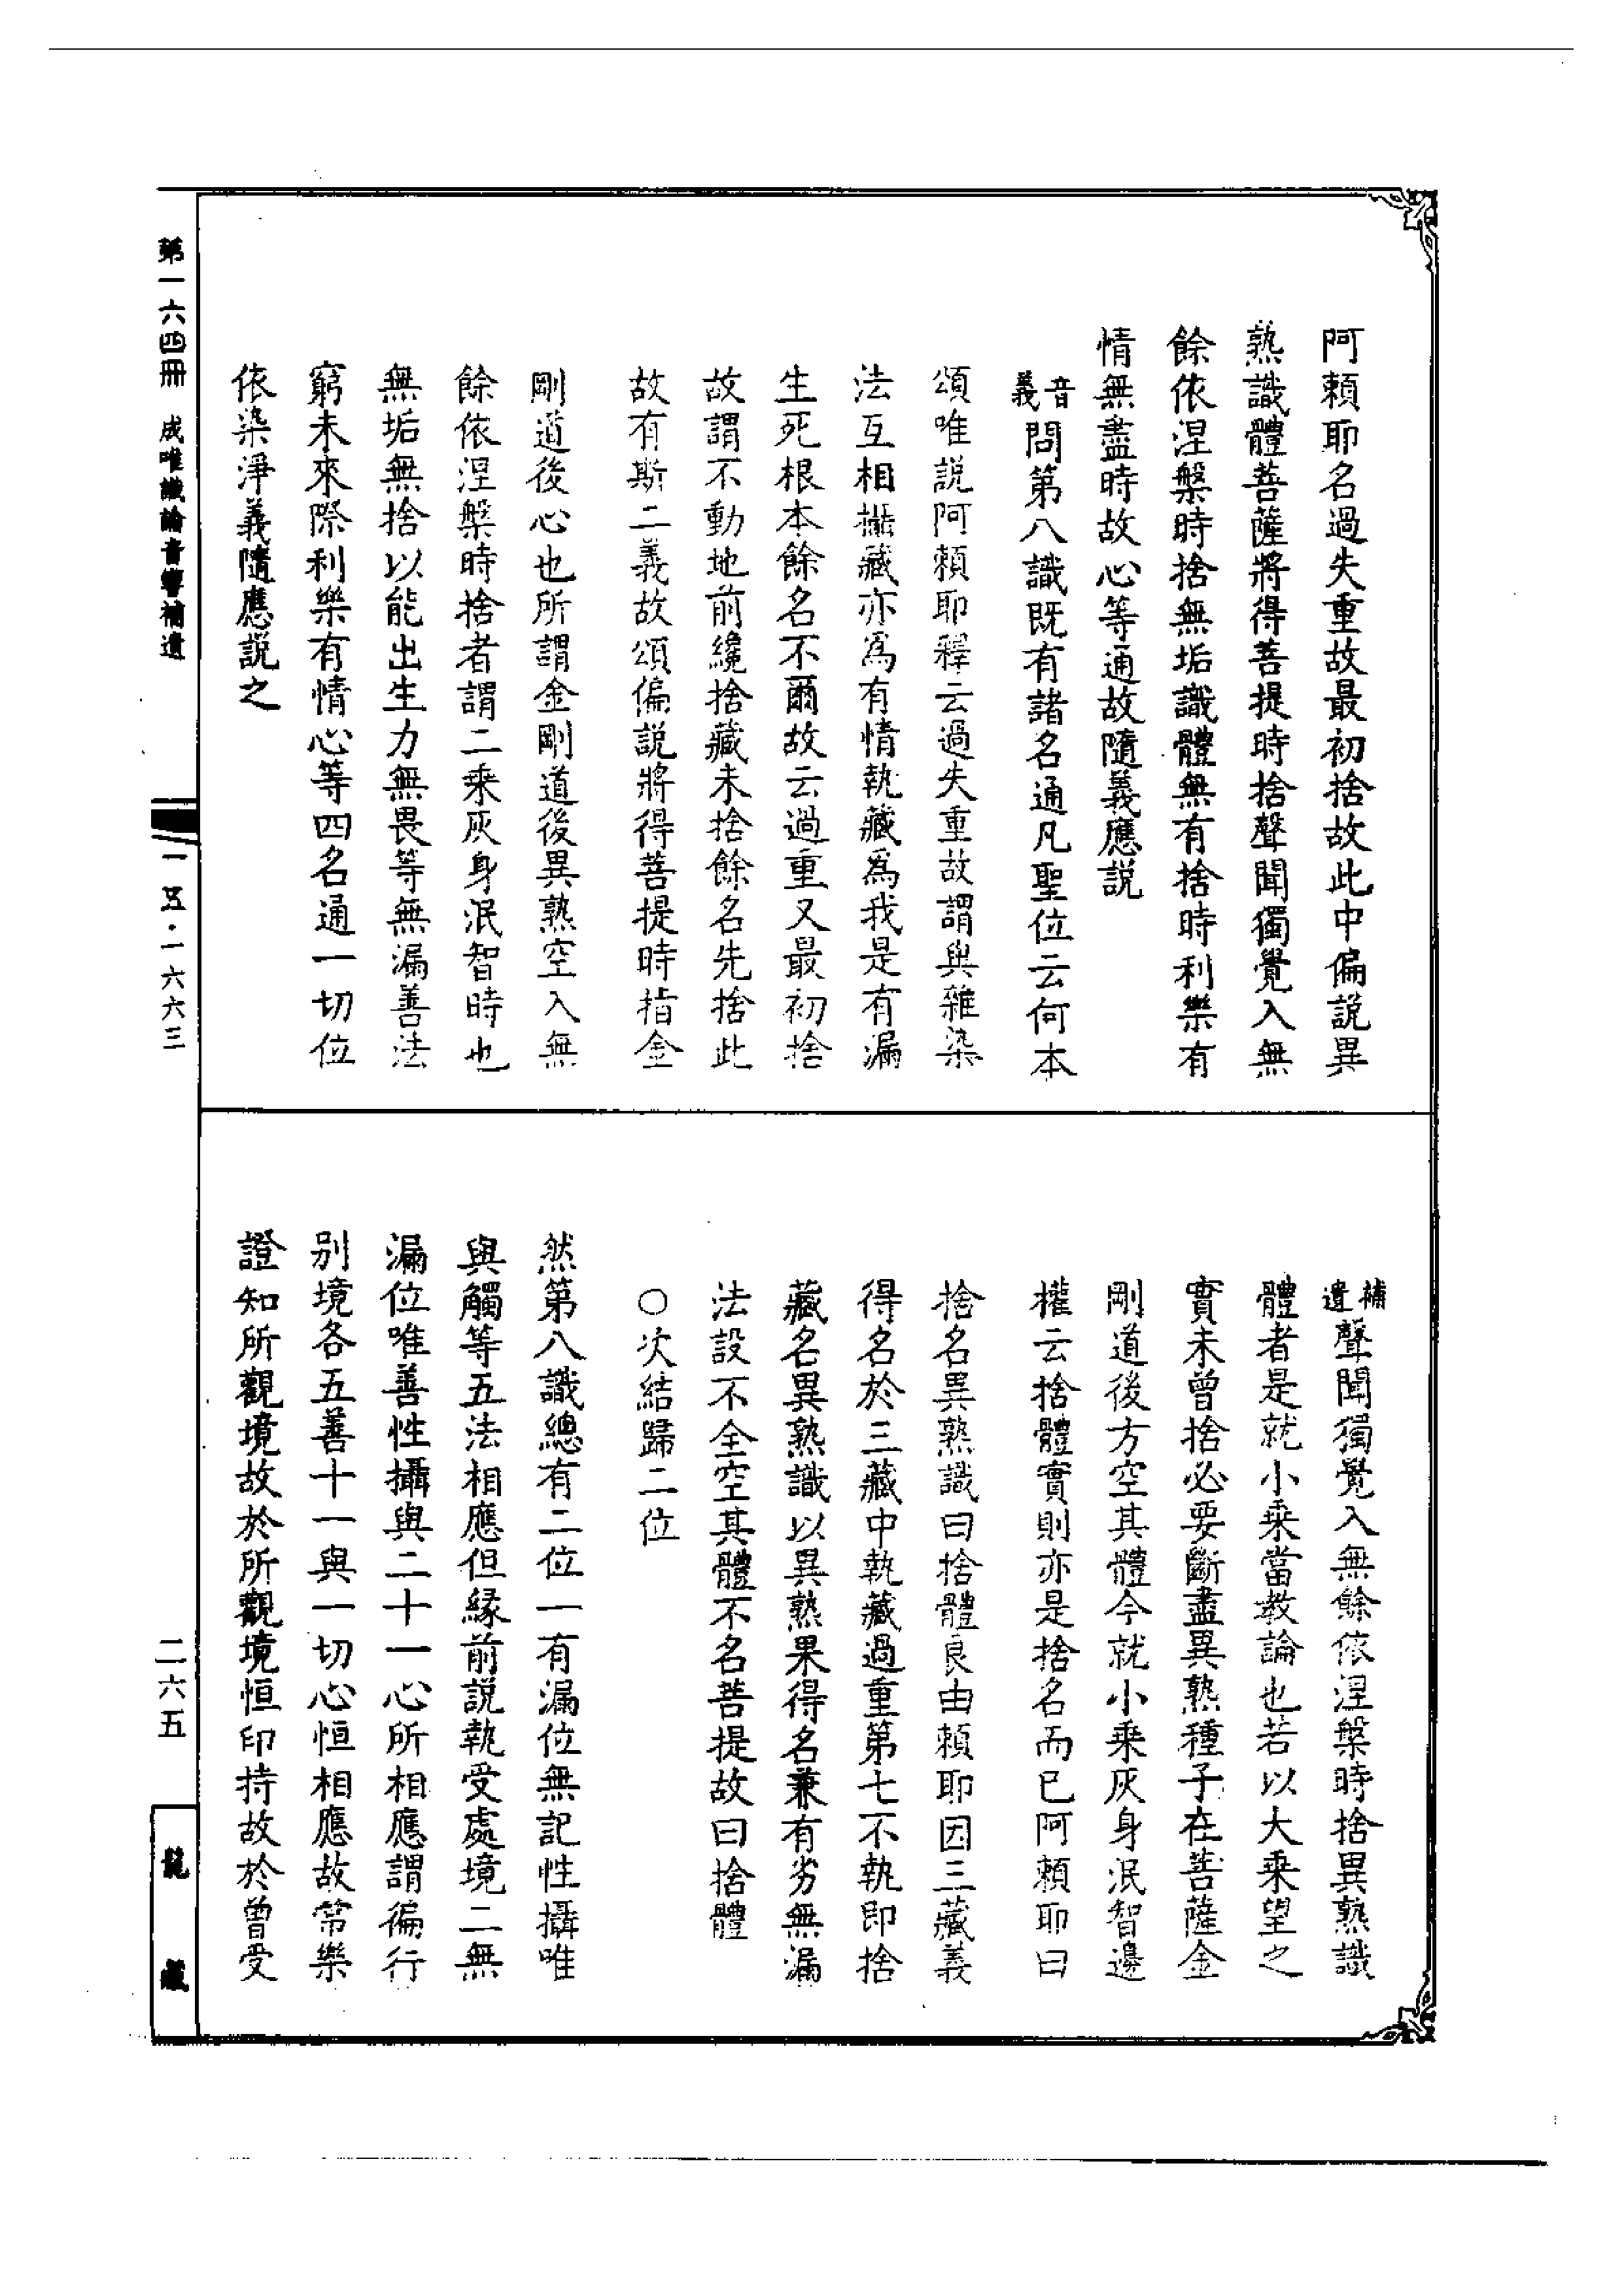 阿賴耶名過失重故最初捨故此中偏說異
熟識體菩薩將得菩提時捨聲聞獨覺入無
餘依涅槃時捨無垢識體無有捨時利樂有
情無盡時故心等通故隨義應說
音義問第八識既有諸名通凡聖位云何本
頌唯說阿賴耶釋云過失重故謂與雜染
法互相攝藏亦為有情執藏為我是有漏
生死根本餘名不爾故云過重又最初捨
故謂不動地前纔捨藏未捨餘名先捨此
故有斯二義故頌偏說將得菩提時指金
剛道後心也所謂金剛道後異熟空入無
餘依涅槃時捨者謂二乘灰身泯智時也
無垢無捨以能出生力無畏等無漏善法
窮未來際利樂有情心等四名通一切位
依染淨義隨應說之
補遺聲聞獨覺入無餘依涅槃時捨異熟識
體者是就小乘當教論也若以大乘望之
實未曾捨必要斷盡異熟種子在菩薩金
剛道後方空其體今就小乘灰身泯智邊
權云捨體實則亦是捨名而已阿賴耶曰
捨名異熟識曰捨體良由賴耶因三藏義
得名於三藏中執藏過重第七不執即捨
藏名異熟識以異熟果得名兼有劣無漏
法設不全空其體不名菩提故曰捨體
○次結歸二位
然第八識總有二位一有漏位無記性攝唯
與觸等五法相應但緣前說執受處境二無
漏位唯善性攝與二十一心所相應謂徧行
別境各五善十一與一切心恒相應故常樂
證知所觀境故於所觀境恒印持故於曾受
第一六四冊 成唯識論音響補遺
一五·一六六三
二六五
龍藏